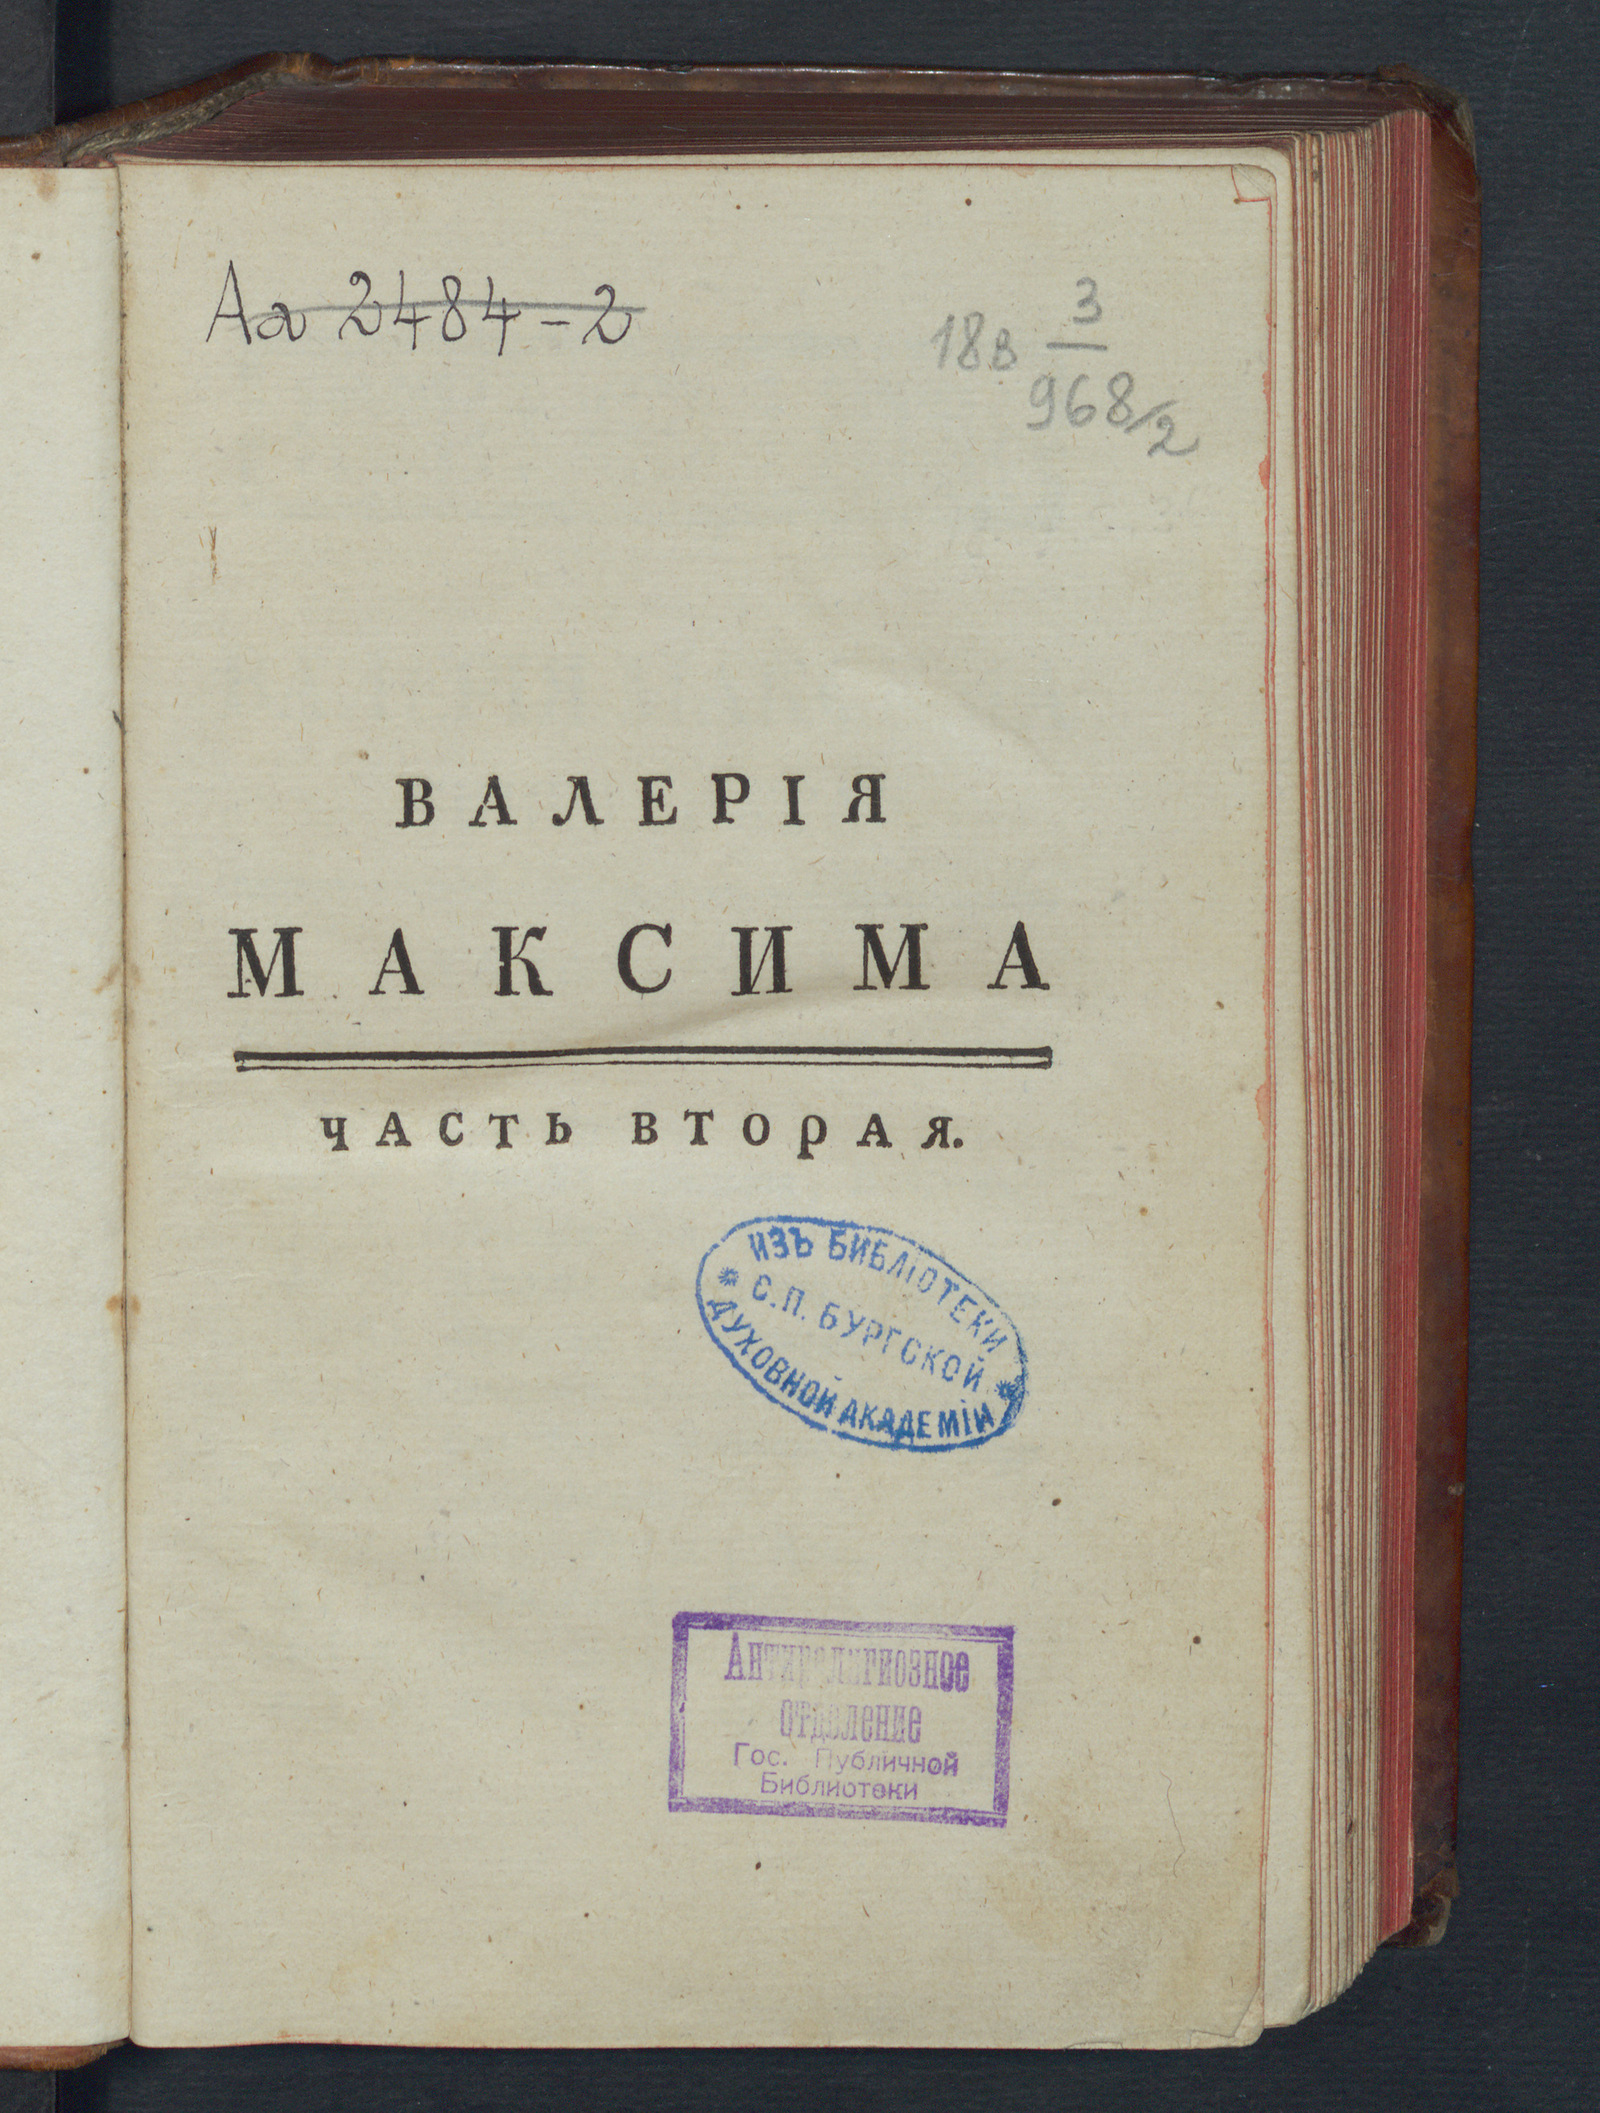 Аа 2484-2
18в 3
968/2
ВАЛЕРІЯ
МАКСИМА
ЧАСТЬ ВТОРАЯ.
ИЗЪ БИБЛІОТЕКИ
С.П. БУРГСКОЙ
ДУХОВНОЙ АКАДЕМІИ
Антирелигиозное
отделение
Гос. Публичной
Библиотеки